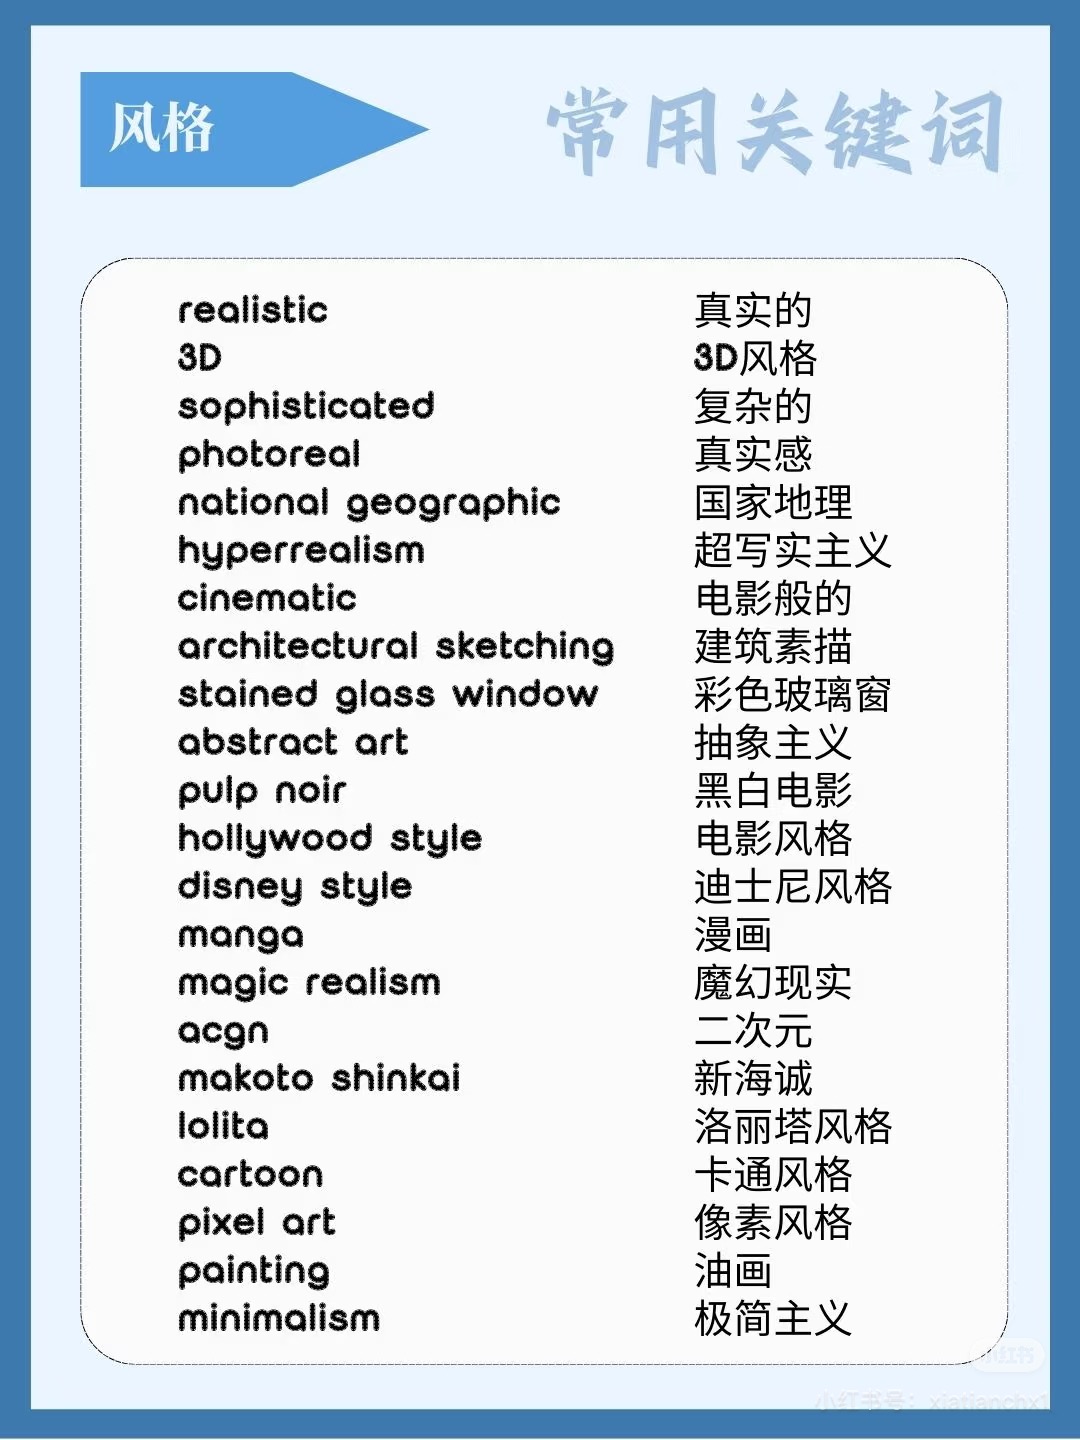 风格
常用关键词
realistic 真实的
3D 3D风格
sophisticated 复杂的
photoreal 真实感
national geographic 国家地理
hyperrealism 超写实主义
cinematic 电影般的
architectural sketching 建筑素描
stained glass window 彩色玻璃窗
abstract art 抽象主义
pulp noir 黑白电影
hollywood style 电影风格
disney style 迪士尼风格
manga 漫画
magic realism 魔幻现实
acgn 二次元
makoto shinkai 新海诚
lolita 洛丽塔风格
cartoon 卡通风格
pixel art 像素风格
painting 油画
minimalism 极简主义
小红书
小红书号: xiatianchx1